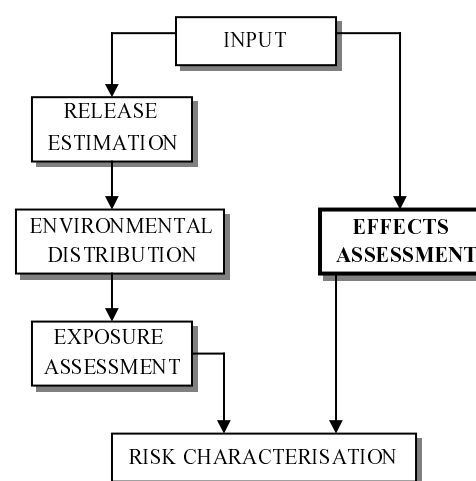 INPUT
RELEASE
ESTIMATION
ENVIRONMENTAL
DISTRIBUTION
EFFECTS
ASSESSMENT
EXPOSURE
ASSESSMENT
RISK CHARACTERISATION